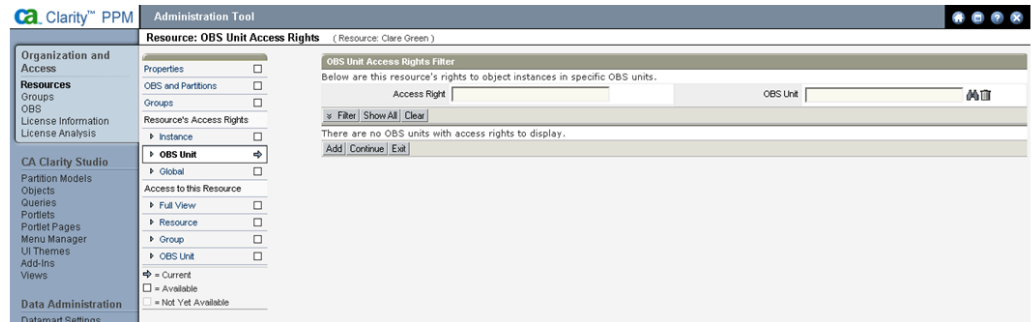 ca Clarity™ PPM
Administration Tool
Resource: OBS Unit Access Rights (Resource: Clare Green)
Organization and
Access
Resources
Groups
OBS
License Information
License Analysis
CA Clarity Studio
Partition Models
Objects
Queries
Portlets
Portlet Pages
Menu Manager
UI Themes
Add-Ins
Views
Data Administration
Datamart Settings
Properties
OBS and Partitions
Groups
Resource's Access Rights
Instance
OBS Unit
Global
Access to this Resource
Full View
Resource
Group
OBS Unit
= Current
= Available
= Not Yet Available
OBS Unit Access Rights Filter
Below are this resource's rights to object instances in specific OBS units.
Access Right
OBS Unit
Filter Show All Clear
There are no OBS units with access rights to display.
Add Continue Exit